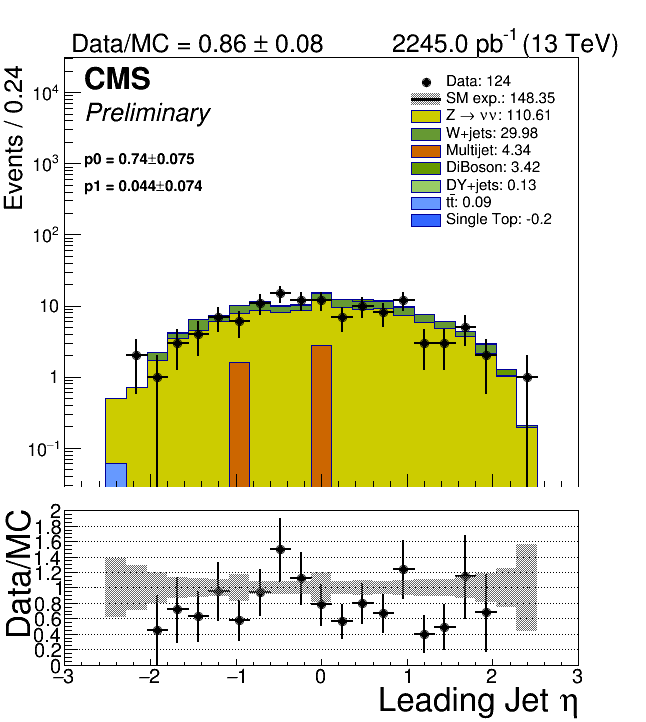 Data/MC = 0.86 ± 0.08 2245.0 pb⁻¹ (13 TeV)
CMS
Preliminary
p0 = 0.74±0.075
p1 = 0.044±0.074
Data: 124
SM exp.: 148.35
Z → νν: 110.61
W+jets: 29.98
Multijet: 4.34
DiBoson: 3.42
DY+jets: 0.13
tt̄: 0.09
Single Top: -0.2
Events / 0.24
10⁴
10³
10²
10
1
10⁻¹
Data/MC
2
1.8
1.6
1.4
1.2
1
0.8
0.6
0.4
0.2
0
−3 −2 −1 0 1 2 3
Leading Jet η